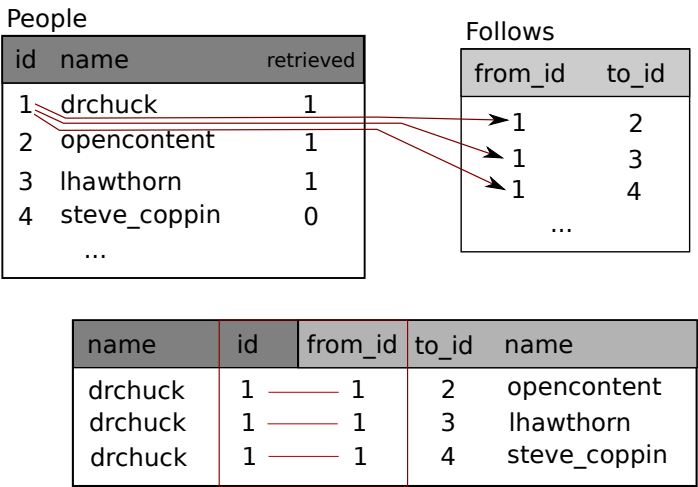 People
id name retrieved
1 drchuck 1
2 opencontent 1
3 lhawthorn 1
4 steve_coppin 0
...
Follows
from_id to_id
1 2
1 3
1 4
...
name id from_id to_id name
drchuck 1 1 2 opencontent
drchuck 1 1 3 lhawthorn
drchuck 1 1 4 steve_coppin